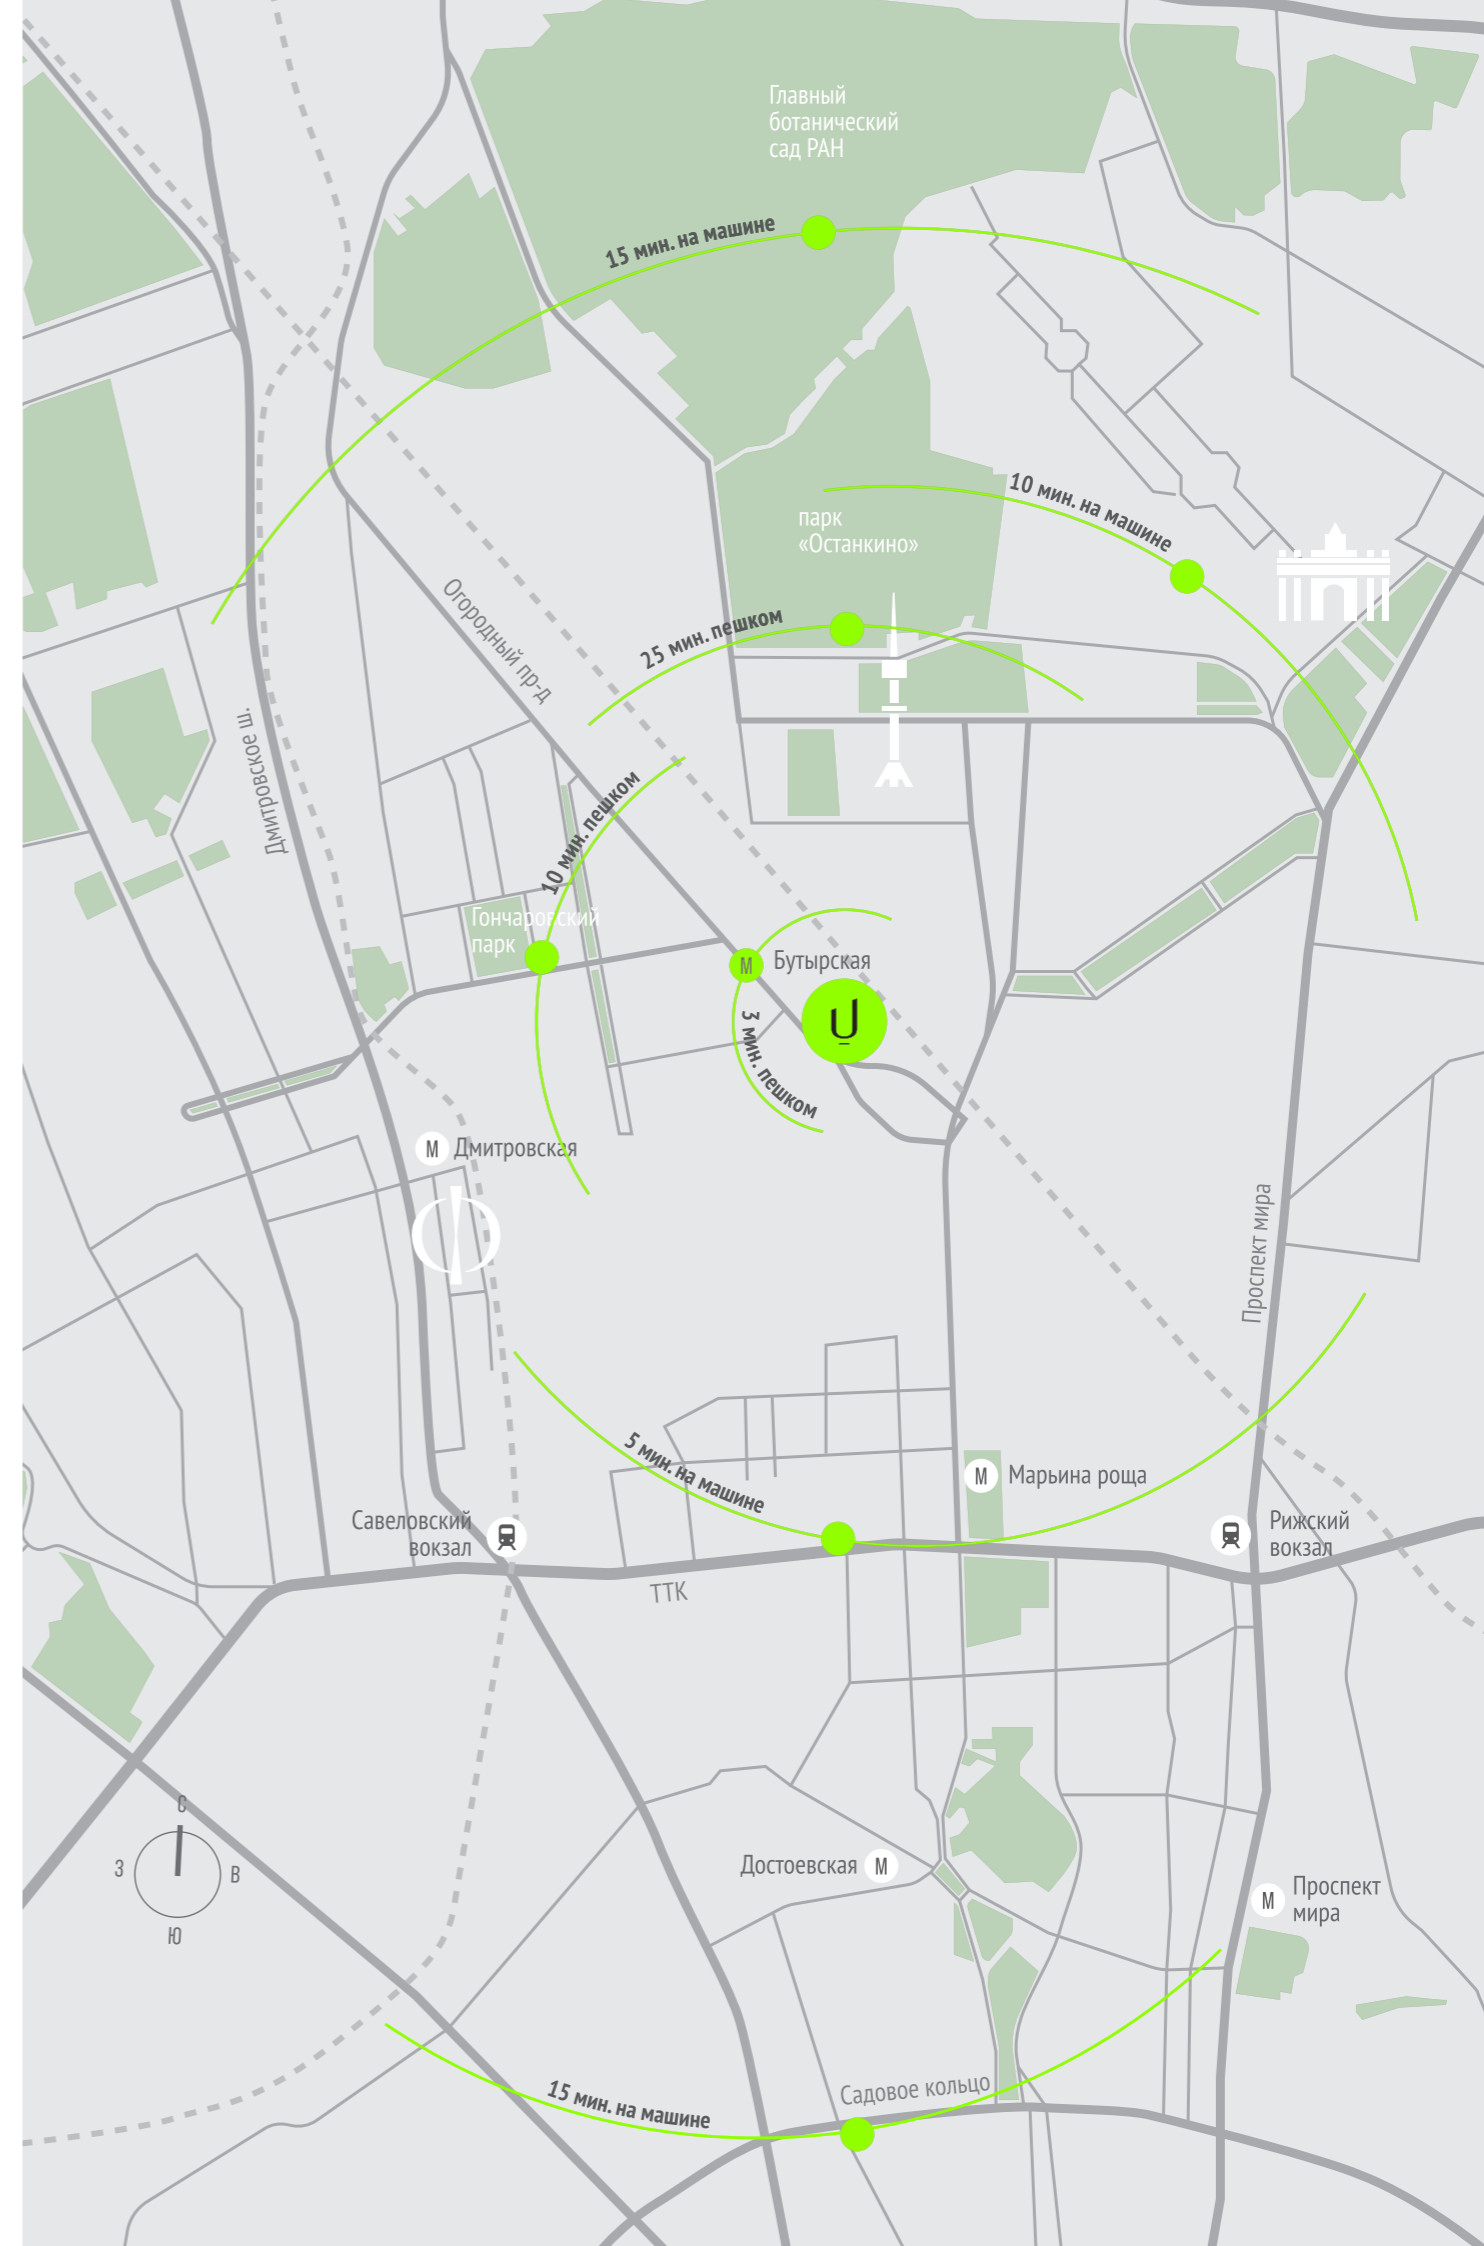 Главный
ботанический
сад РАН
15 мин. на машине
10 мин. на машине
парк
«Останкино»
Огородный пр-д
25 мин. пешком
Дмитровское ш.
10 мин. пешком
Гончаровский
парк
М
Бутырская
3 мин. пешком
М Дмитровская
Проспект мира
5 мин. на машине
М Марьина роща
Савеловский
вокзал
Рижский
вокзал
ТТК
С
З
В
Ю
Достоевская М
М
Проспект
мира
Садовое кольцо
15 мин. на машине